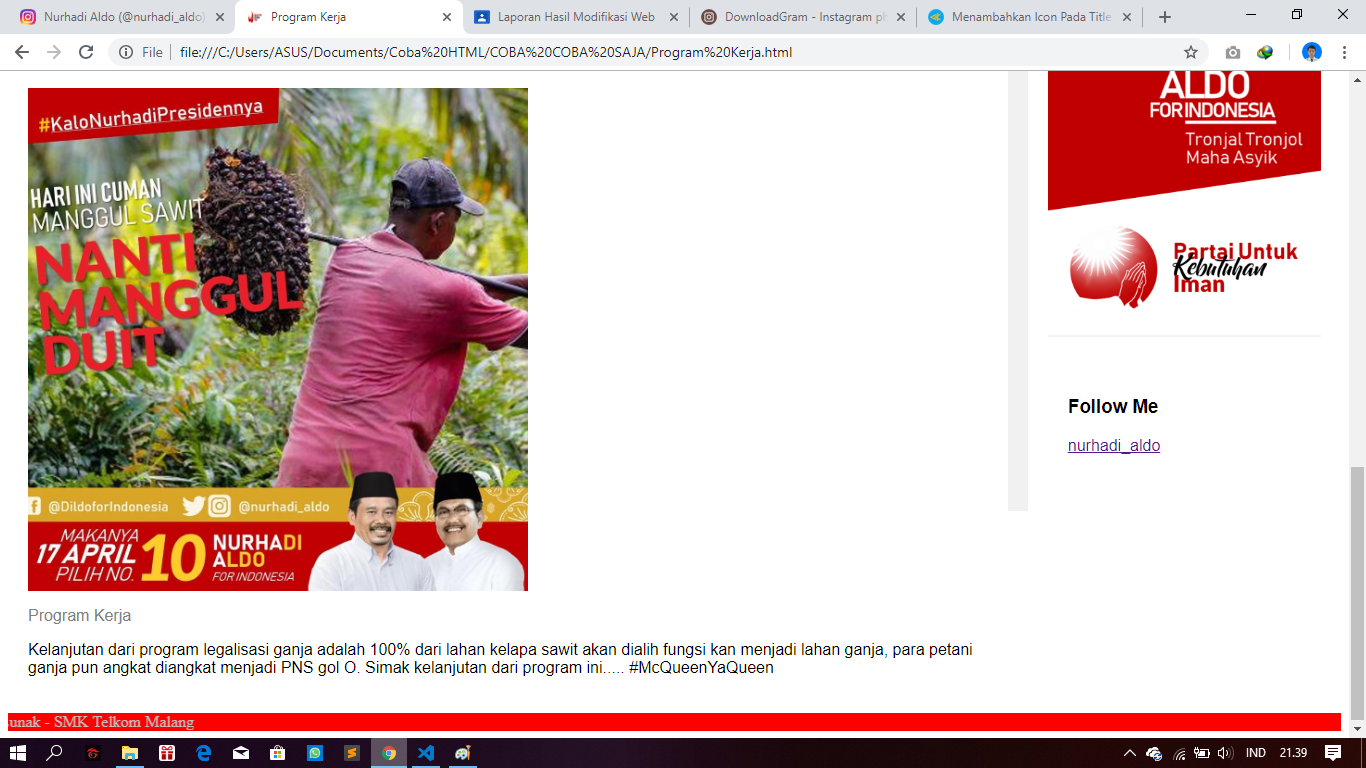 Nurhadi Aldo (@nurhadi_aldo)
Program Kerja
Laporan Hasil Modifikasi Web
DownloadGram - Instagram ph
Menambahkan Icon Pada Title
File
file:///C:/Users/ASUS/Documents/Coba%20HTML/COBA%20COBA%20SAJA/Program%20Kerja.html
#KaloNurhadiPresidennya
HARI INI CUMAN
MANGGUL SAWIT
NANTI
MANGGUL
DUIT
@DildoforIndonesia
@nurhadi_aldo
MAKANYA
17 APRIL
PILIH NO.
10
NURHADI
ALDO
FOR INDONESIA
Program Kerja
Kelanjutan dari program legalisasi ganja adalah 100% dari lahan kelapa sawit akan dialih fungsi kan menjadi lahan ganja, para petani
ganja pun angkat diangkat menjadi PNS gol O. Simak kelanjutan dari program ini..... #McQueenYaQueen
ALDO
FOR INDONESIA
Tronjal Tronjol
Maha Asyik
Partai Untuk
Kebutuhan
Iman
Follow Me
nurhadi_aldo
unak - SMK Telkom Malang
IND
21.39